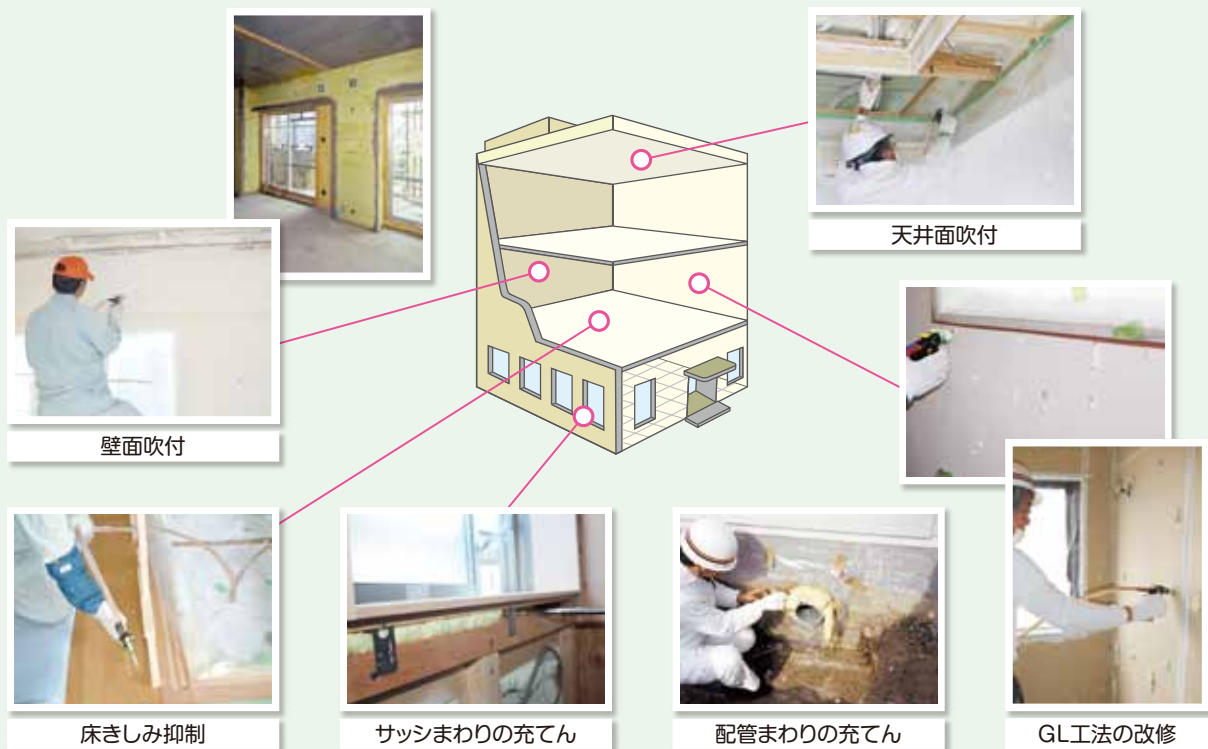 天井面吹付
壁面吹付
床きしみ抑制
サッシまわりの充てん
配管まわりの充てん
GL工法の改修